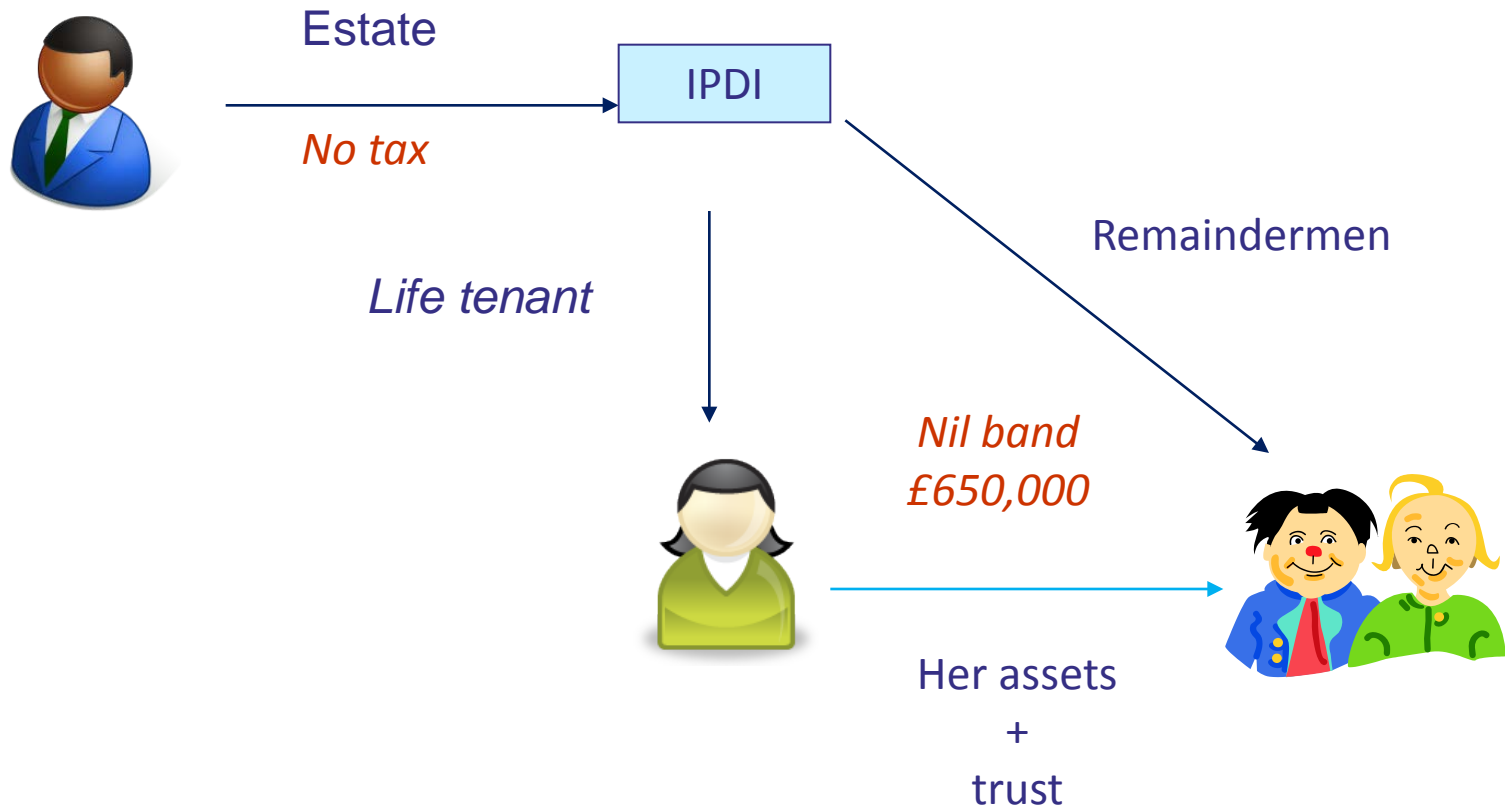 Estate
IPDI
No tax
Remaindermen
Life tenant
Nil band
£650,000
Her assets
+
trust